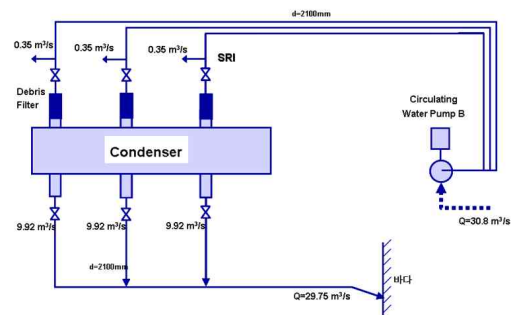 d=2100mm
0.35 m³/s
0.35 m³/s
0.35 m³/s
SRI
Debris
Filter
Circulating
Water Pump B
Condenser
Q=30.8 m³/s
9.92 m³/s
9.92 m³/s
9.92 m³/s
d=2100mm
바다
Q=29.75 m³/s